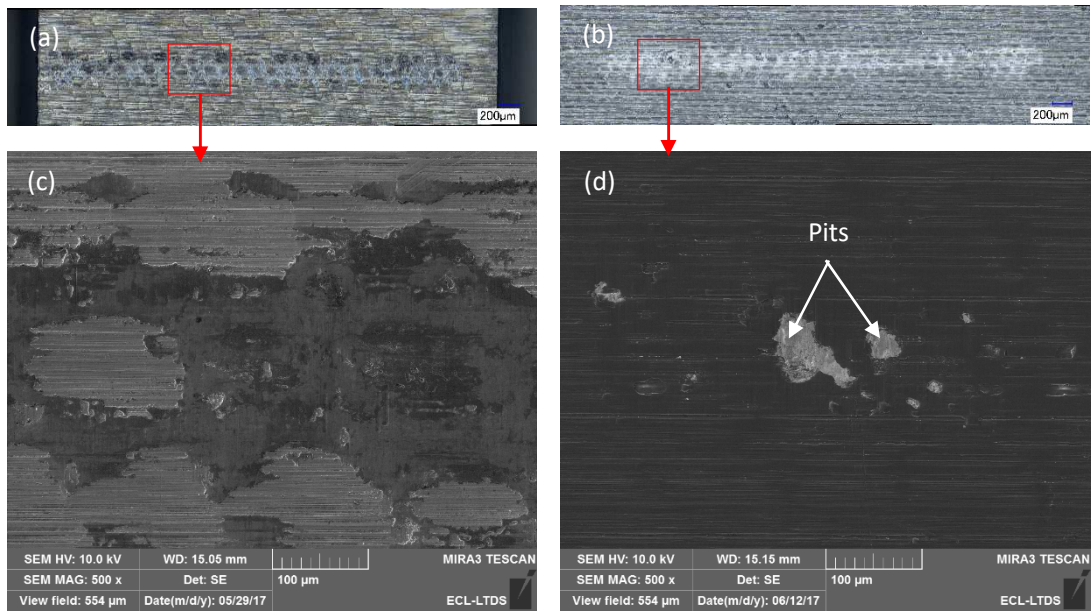 (a)
200µm
(b)
200µm
(c)
(d)
Pits
SEM HV: 10.0 kV
WD: 15.05 mm
MIRA3 TESCAN
SEM MAG: 500 x
Det: SE
100 µm
View field: 554 µm
Date(m/d/y): 05/29/17
ECL-LTDS
SEM HV: 10.0 kV
WD: 15.15 mm
MIRA3 TESCAN
SEM MAG: 500 x
Det: SE
100 µm
View field: 554 µm
Date(m/d/y): 06/12/17
ECL-LTDS